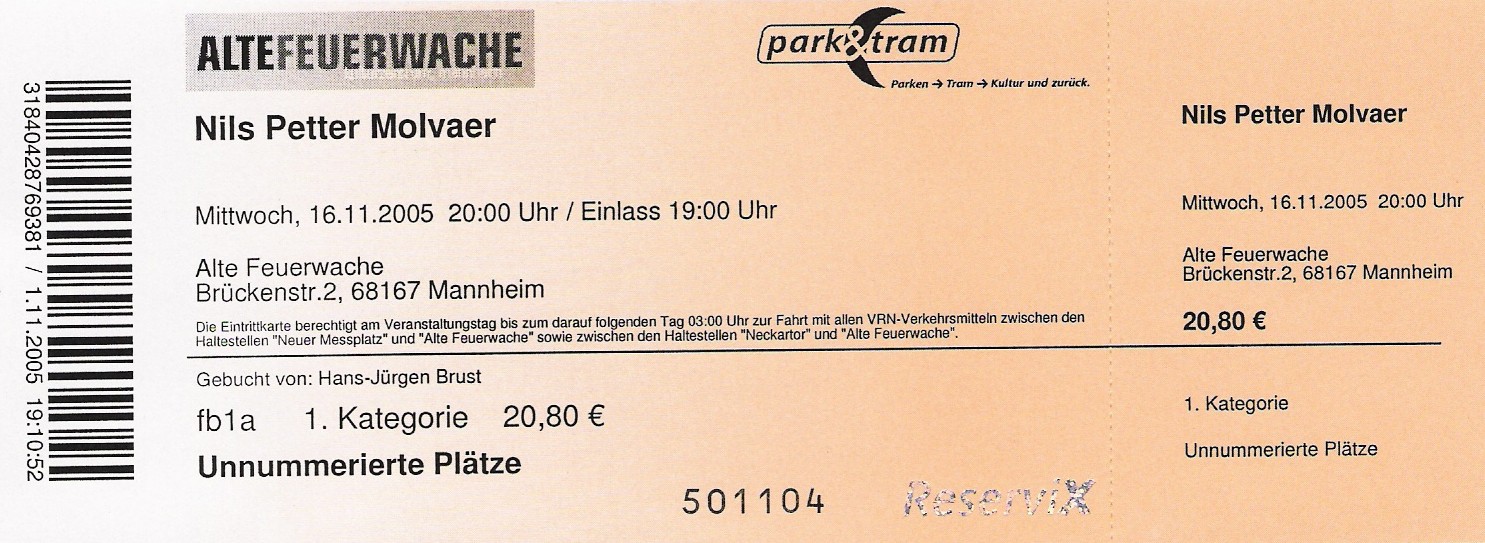 ALTEFEUERWACHE
park&tram
Parken → Tram → Kultur und zurück.
Nils Petter Molvaer
Mittwoch, 16.11.2005 20:00 Uhr / Einlass 19:00 Uhr
Alte Feuerwache
Brückenstr.2, 68167 Mannheim
Die Eintrittkarte berechtigt am Veranstaltungstag bis zum darauf folgenden Tag 03:00 Uhr zur Fahrt mit allen VRN-Verkehrsmitteln zwischen den
Haltestellen "Neuer Messplatz" und "Alte Feuerwache" sowie zwischen den Haltestellen "Neckartor" und "Alte Feuerwache".
Gebucht von: Hans-Jürgen Brust
fb1a 1. Kategorie 20,80 €
Unnummerierte Plätze
501104 ReserviX
Nils Petter Molvaer
Mittwoch, 16.11.2005 20:00 Uhr
Alte Feuerwache
Brückenstr.2, 68167 Mannheim
20,80 €
1. Kategorie
Unnummerierte Plätze
3184042876938​1 / 1.11.2005 19:10:52